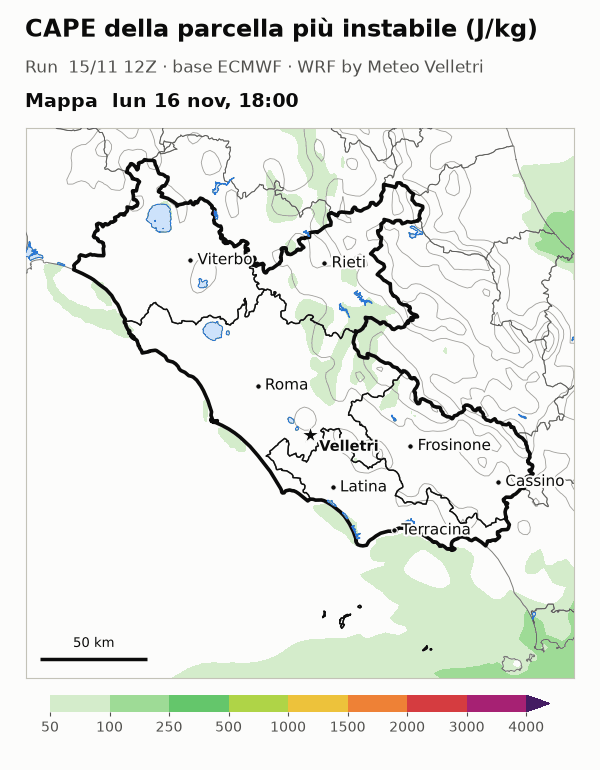 CAPE della parcella più instabile (J/kg)
Run  15/11 12Z · base ECMWF · WRF by Meteo Velletri
Mappa  lun 16 nov, 18:00
Viterbo
Rieti
Roma
Velletri
Frosinone
Cassino
Latina
Terracina
50 km
50 100 250 500 1000 1500 2000 3000 4000